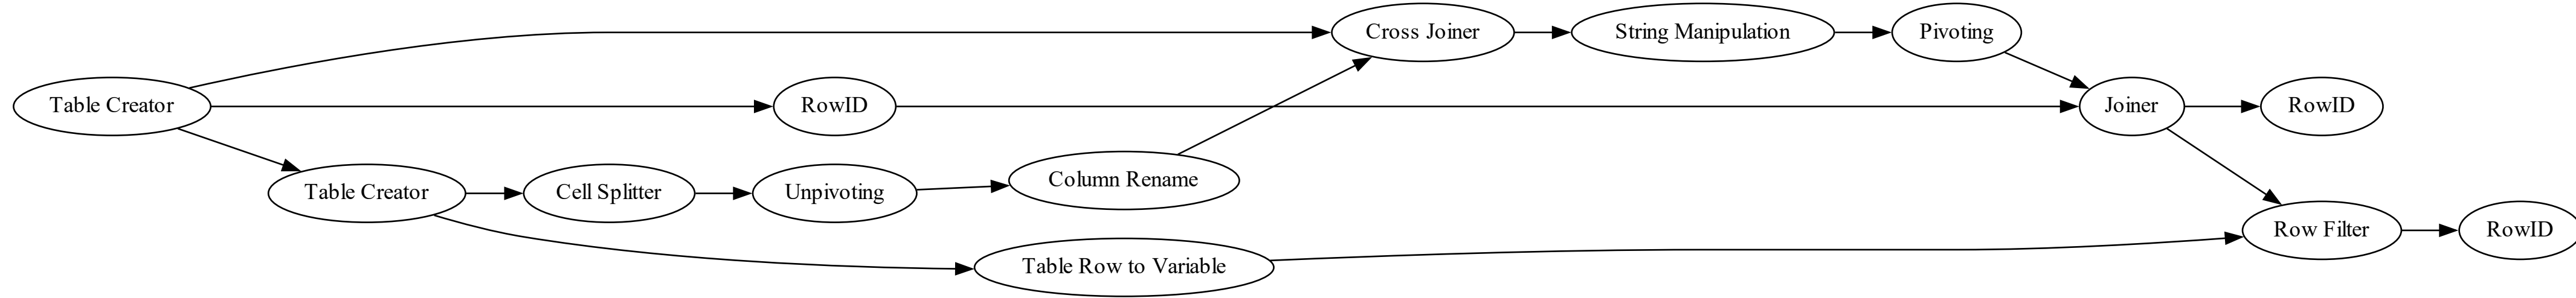 Cross Joiner
String Manipulation
Pivoting
Table Creator
RowID
Joiner
RowID
Table Creator
Cell Splitter
Unpivoting
Column Rename
Row Filter
RowID
Table Row to Variable